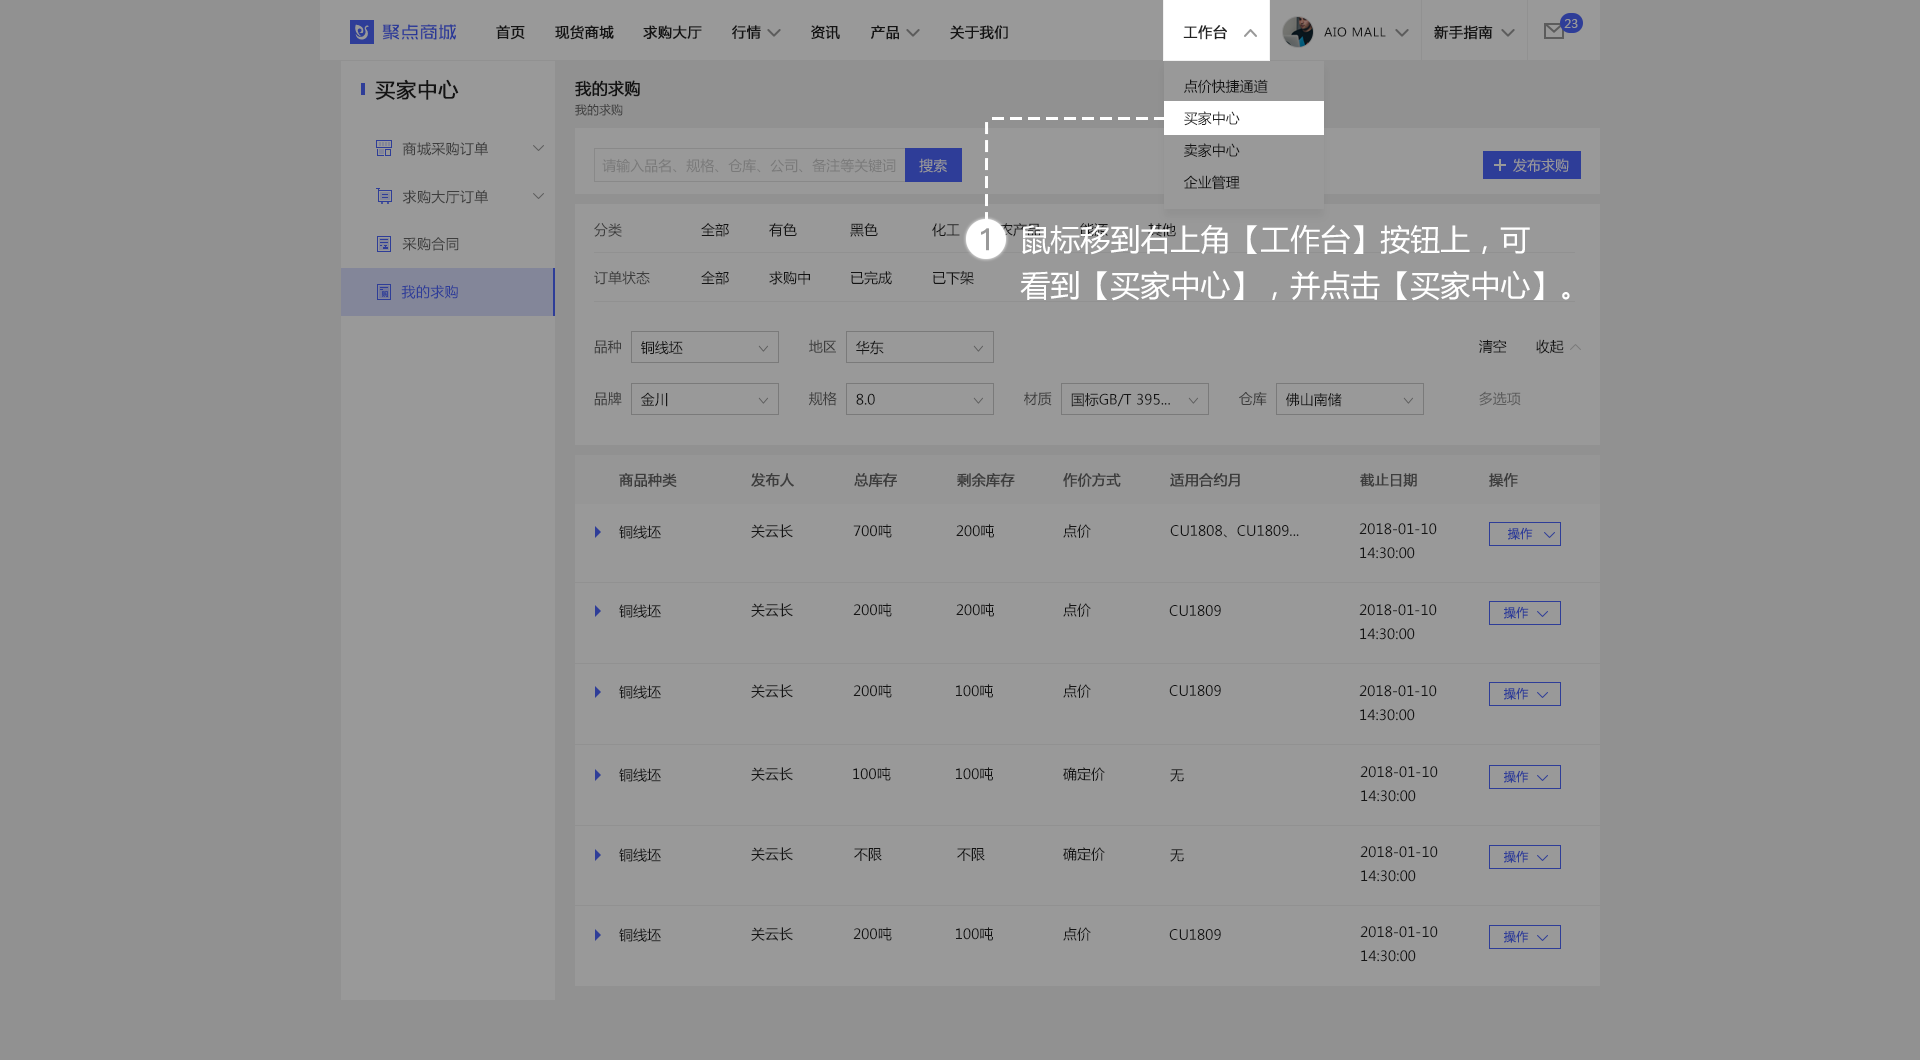 聚点商城 首页 现货商城 求购大厅 行情 资讯 产品 关于我们 工作台 AIO MALL 新手指南 23
点价快捷通道
买家中心
卖家中心
企业管理
买家中心
商城采购订单
求购大厅订单
采购合同
我的求购
我的求购
我的求购
请输入品名、规格、仓库、公司、备注等关键词 搜索 + 发布求购
分类 全部 有色 黑色 化工 农产品 能源 其他
订单状态 全部 求购中 已完成 已下架
1 鼠标移到右上角【工作台】按钮上，可
看到【买家中心】，并点击【买家中心】。
品种 铜线坯 地区 华东 清空 收起
品牌 金川 规格 8.0 材质 国标GB/T 395... 仓库 佛山南储 多选项
商品种类 发布人 总库存 剩余库存 作价方式 适用合约月 截止日期 操作
铜线坯 关云长 700吨 200吨 点价 CU1808、CU1809... 2018-01-10 操作
14:30:00
铜线坯 关云长 200吨 200吨 点价 CU1809 2018-01-10 操作
14:30:00
铜线坯 关云长 200吨 100吨 点价 CU1809 2018-01-10 操作
14:30:00
铜线坯 关云长 100吨 100吨 确定价 无 2018-01-10 操作
14:30:00
铜线坯 关云长 不限 不限 确定价 无 2018-01-10 操作
14:30:00
铜线坯 关云长 200吨 100吨 点价 CU1809 2018-01-10 操作
14:30:00